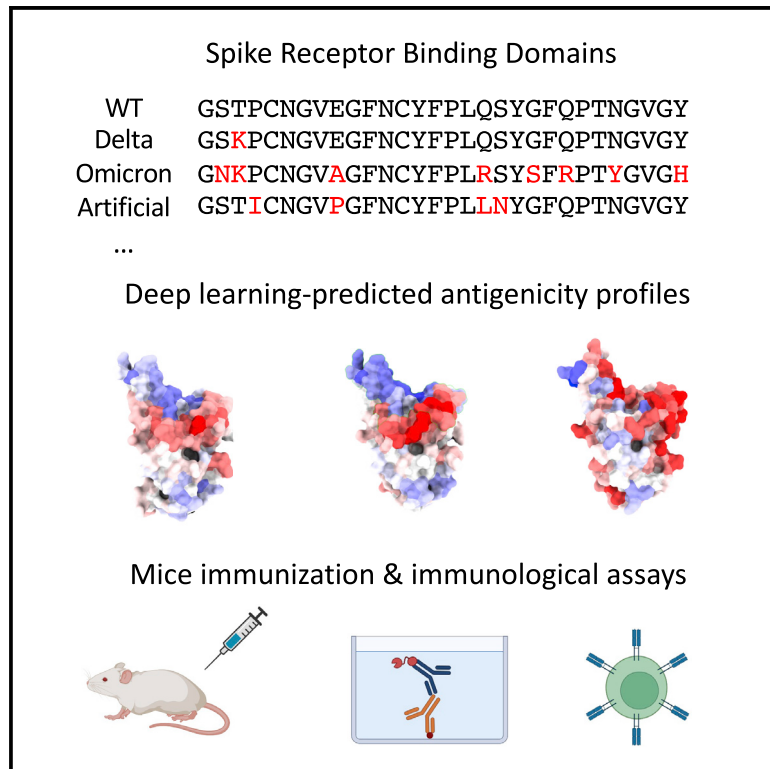 Spike Receptor Binding Domains
WT GSTPCNGVEGFNCYFPLQSYGFQPTNGVGY
Delta GSKPCNGVEGFNCYFPLQSYGFQPTNGVGY
Omicron GNKPCNGVAGFNCYFPLRSYSFRPTYGVGH
Artificial GSTICNGVPGFNCYFPLLNYGFQPTNGVGY
...
Deep learning-predicted antigenicity profiles
Mice immunization & immunological assays